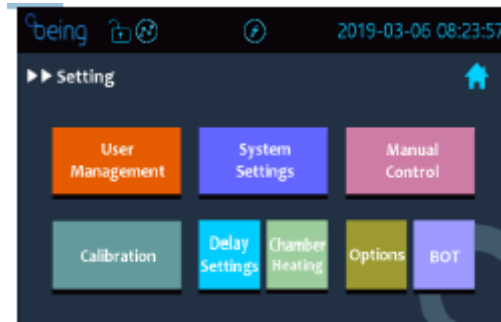 being 2019-03-06 08:23:57
Setting
User
Management
System
Settings
Manual
Control
Calibration
Delay
Settings
Chamber
Heating
Options
BOT